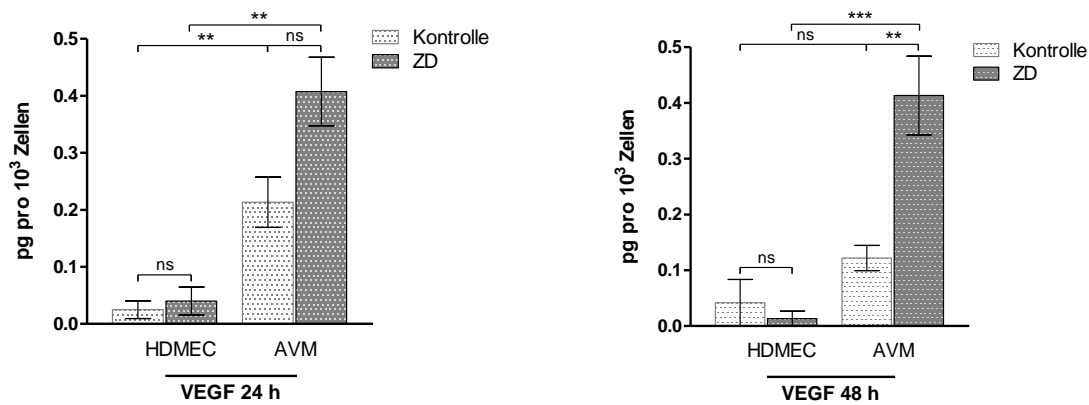 **
**
ns
0.5
0.4
0.3
0.2
0.1
0.0
pg pro 10³ Zellen
ns
HDMEC
AVM
VEGF 24 h
Kontrolle
ZD
***
ns
**
0.5
0.4
0.3
0.2
0.1
0.0
pg pro 10³ Zellen
ns
HDMEC
AVM
VEGF 48 h
Kontrolle
ZD